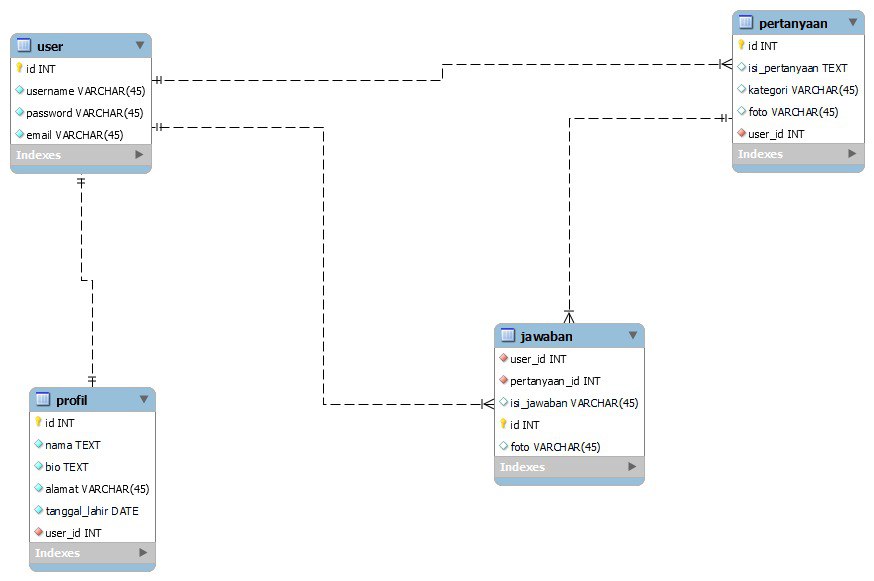 user
id INT
username VARCHAR(45)
password VARCHAR(45)
email VARCHAR(45)
Indexes
pertanyaan
id INT
isi_pertanyaan TEXT
kategori VARCHAR(45)
foto VARCHAR(45)
user_id INT
Indexes
profil
id INT
nama TEXT
bio TEXT
alamat VARCHAR(45)
tanggal_lahir DATE
user_id INT
Indexes
jawaban
user_id INT
pertanyaan_id INT
isi_jawaban VARCHAR(45)
id INT
foto VARCHAR(45)
Indexes